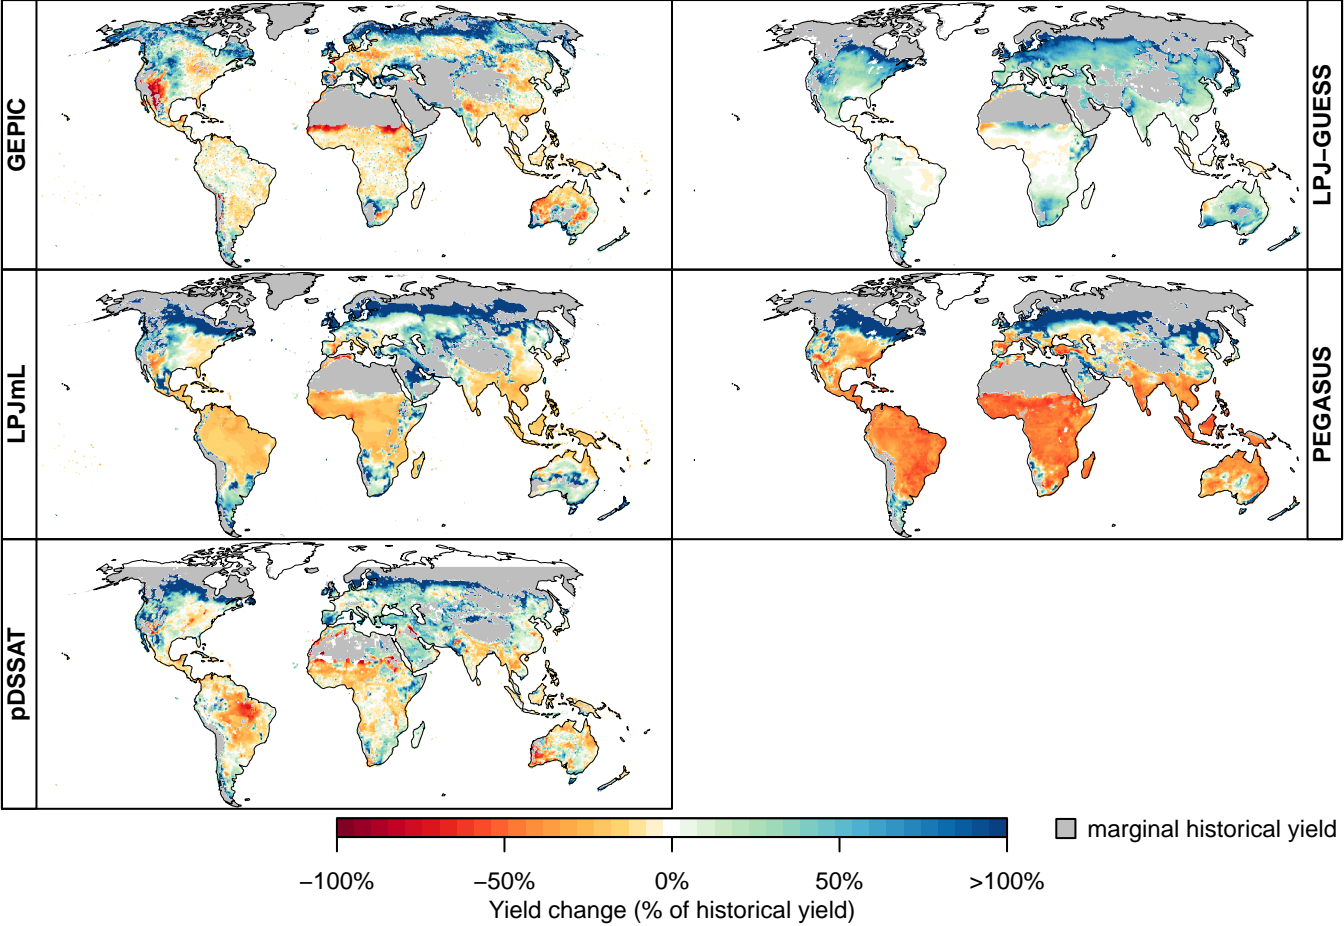 GEPIC
LPJ−GUESS
LPJmL
PEGASUS
pDSSAT
−100%
−50%
0%
50%
>100%
Yield change (% of historical yield)
marginal historical yield